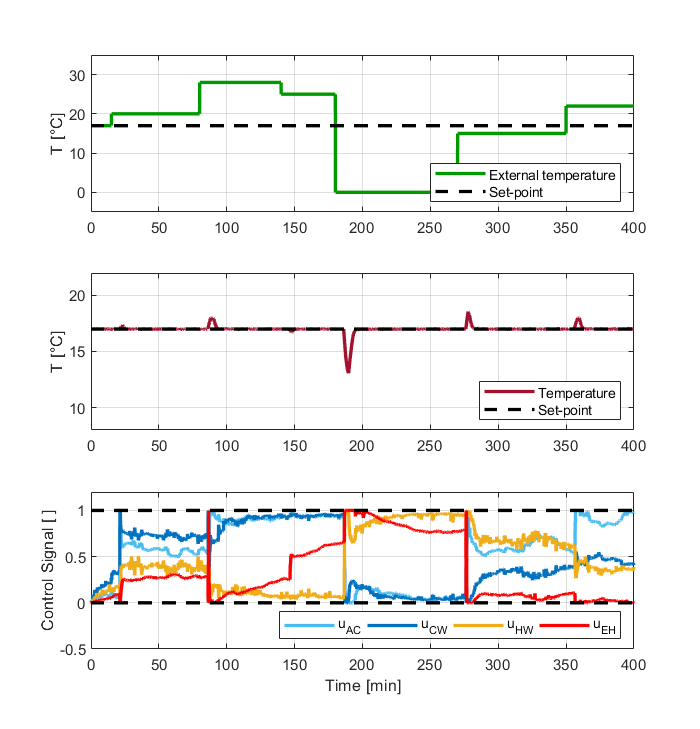 30
20
10
0
T [°C]
External temperature
Set-point
0 50 100 150 200 250 300 350 400
20
15
10
T [°C]
Temperature
Set-point
0 50 100 150 200 250 300 350 400
1
0.5
0
-0.5
Control Signal [ ]
u_AC u_CW u_HW u_EH
0 50 100 150 200 250 300 350 400
Time [min]